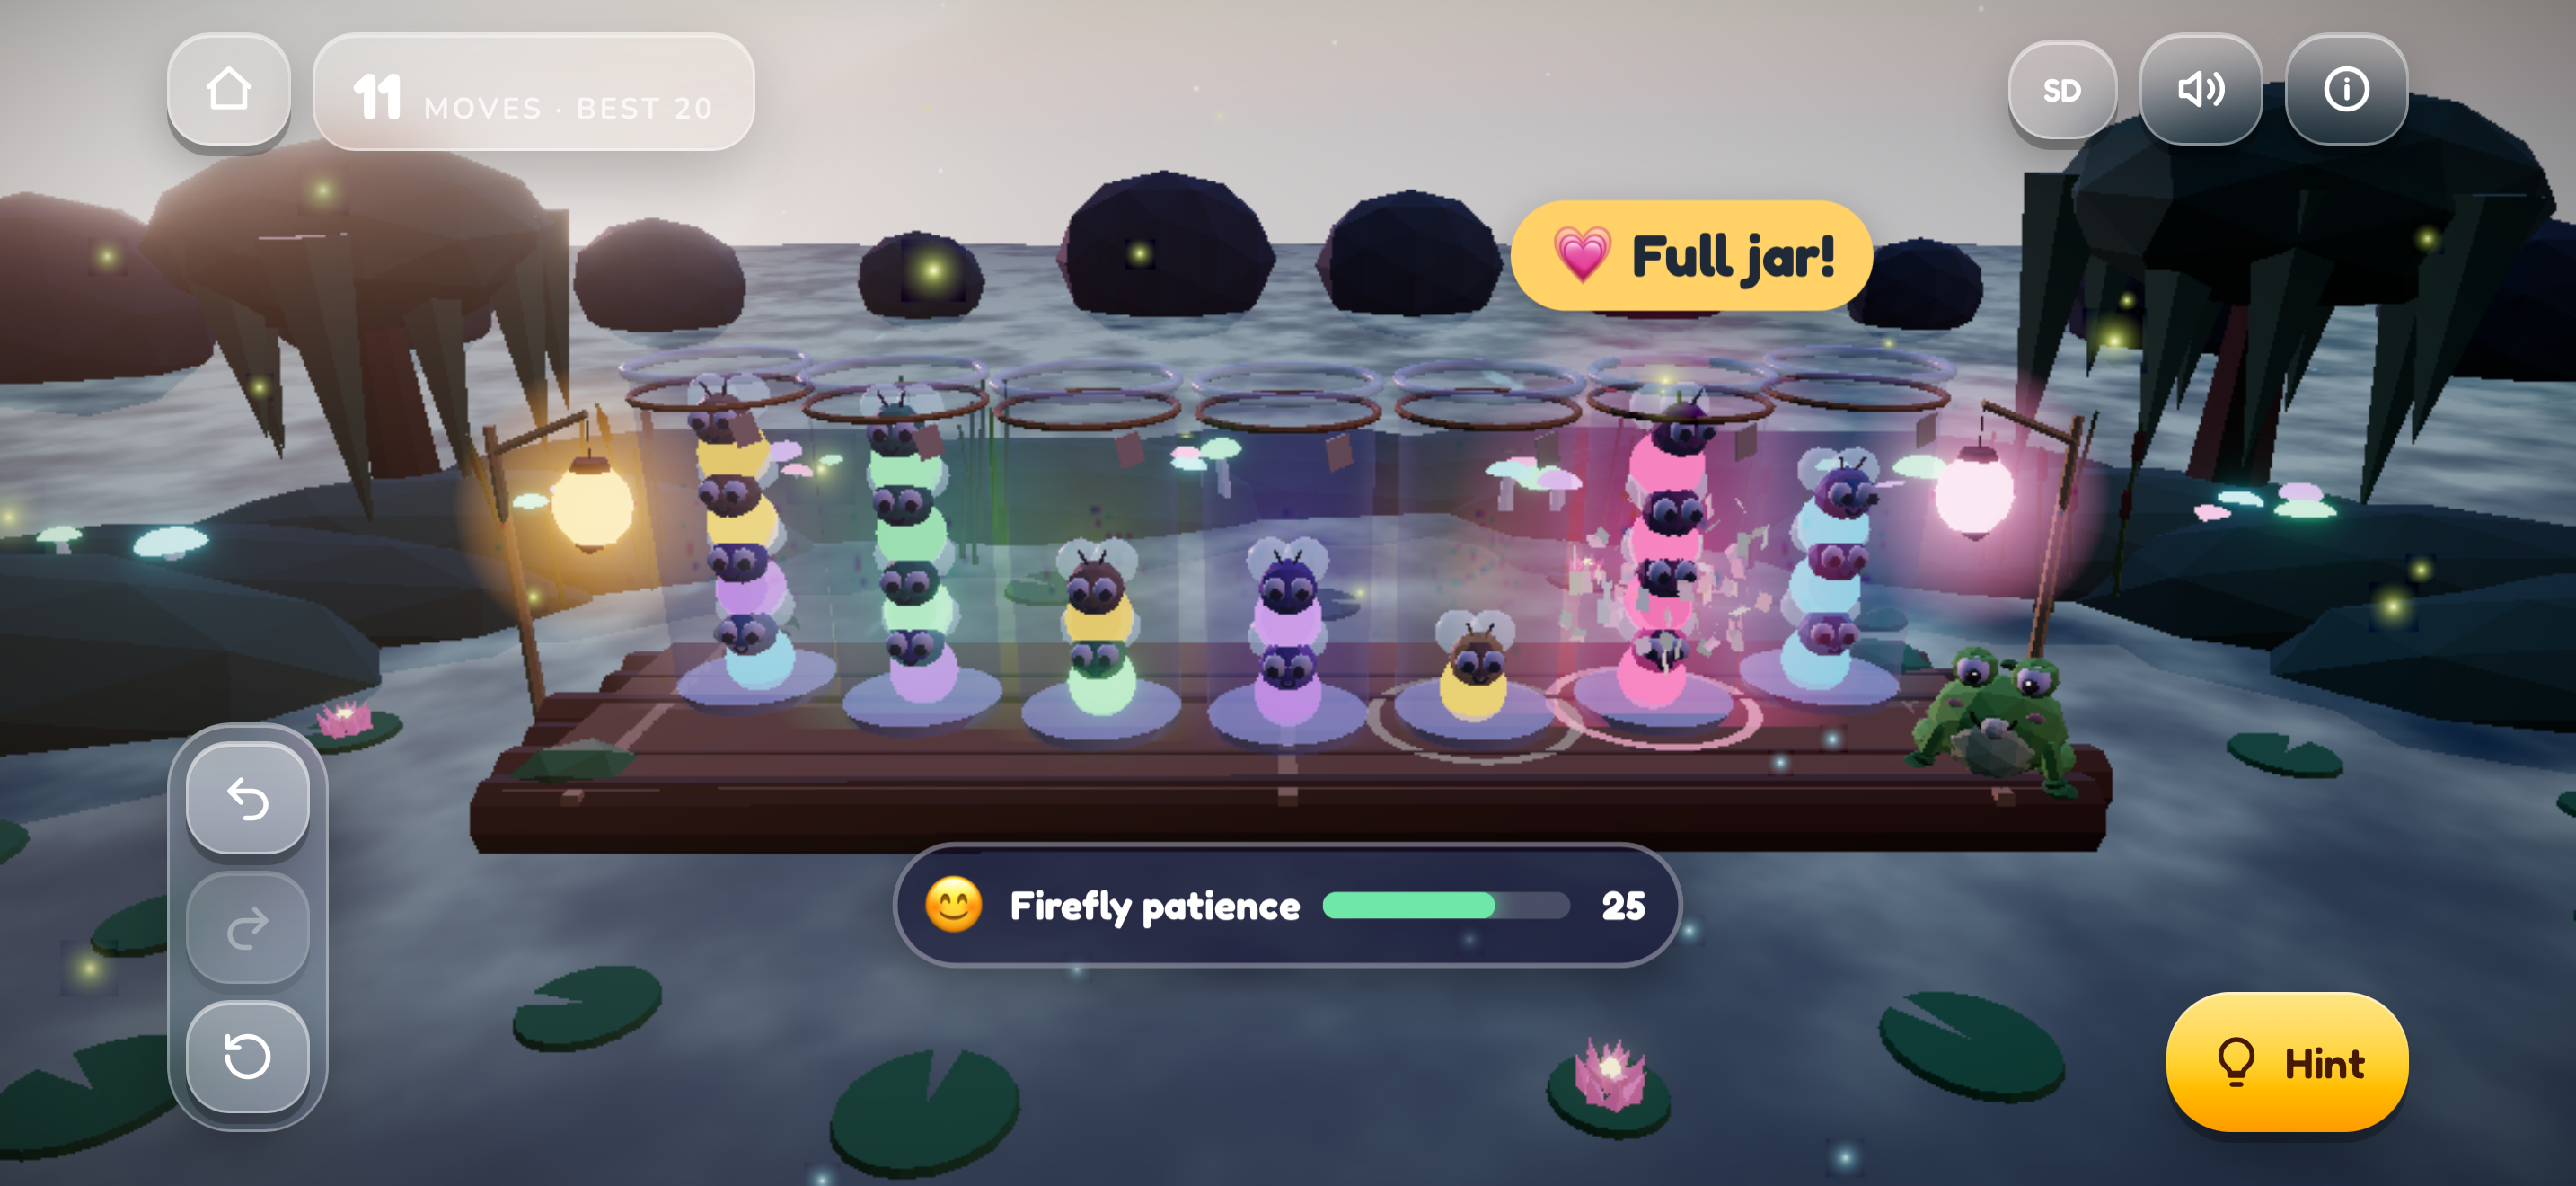 11 MOVES · BEST 20
SD
💗 Full jar!
😊 Firefly patience 25
Hint